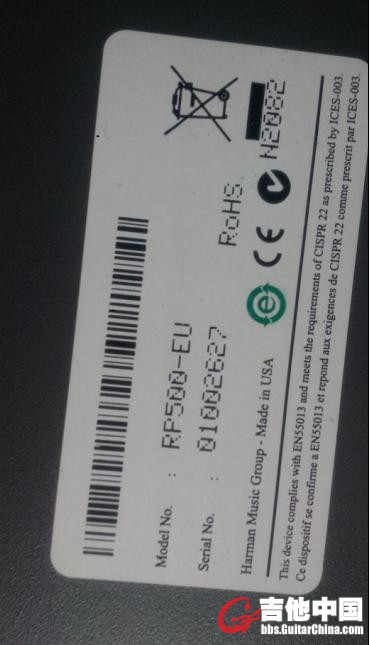 Model No. : RP500-EU
Serial No. : 01002627
RoHS
N2082
Harman Music Group - Made in USA
This device complies with EN55013 and meets the requirements of CISPR 22 as prescribed by ICES-003.
Ce dispositif se confirme a EN55013 et repond aux exigences de CISPR 22 comme prescrit par ICES-003.
吉他中国
bbs.GuitarChina.com